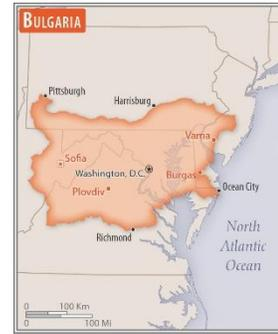 BULGARIA
Pittsburgh
Harrisburg
Varna
Sofia
Washington, D.C.
Burgas
Plovdiv
Ocean City
Richmond
North
Atlantic
Ocean
0 100 Km
0 100 Mi